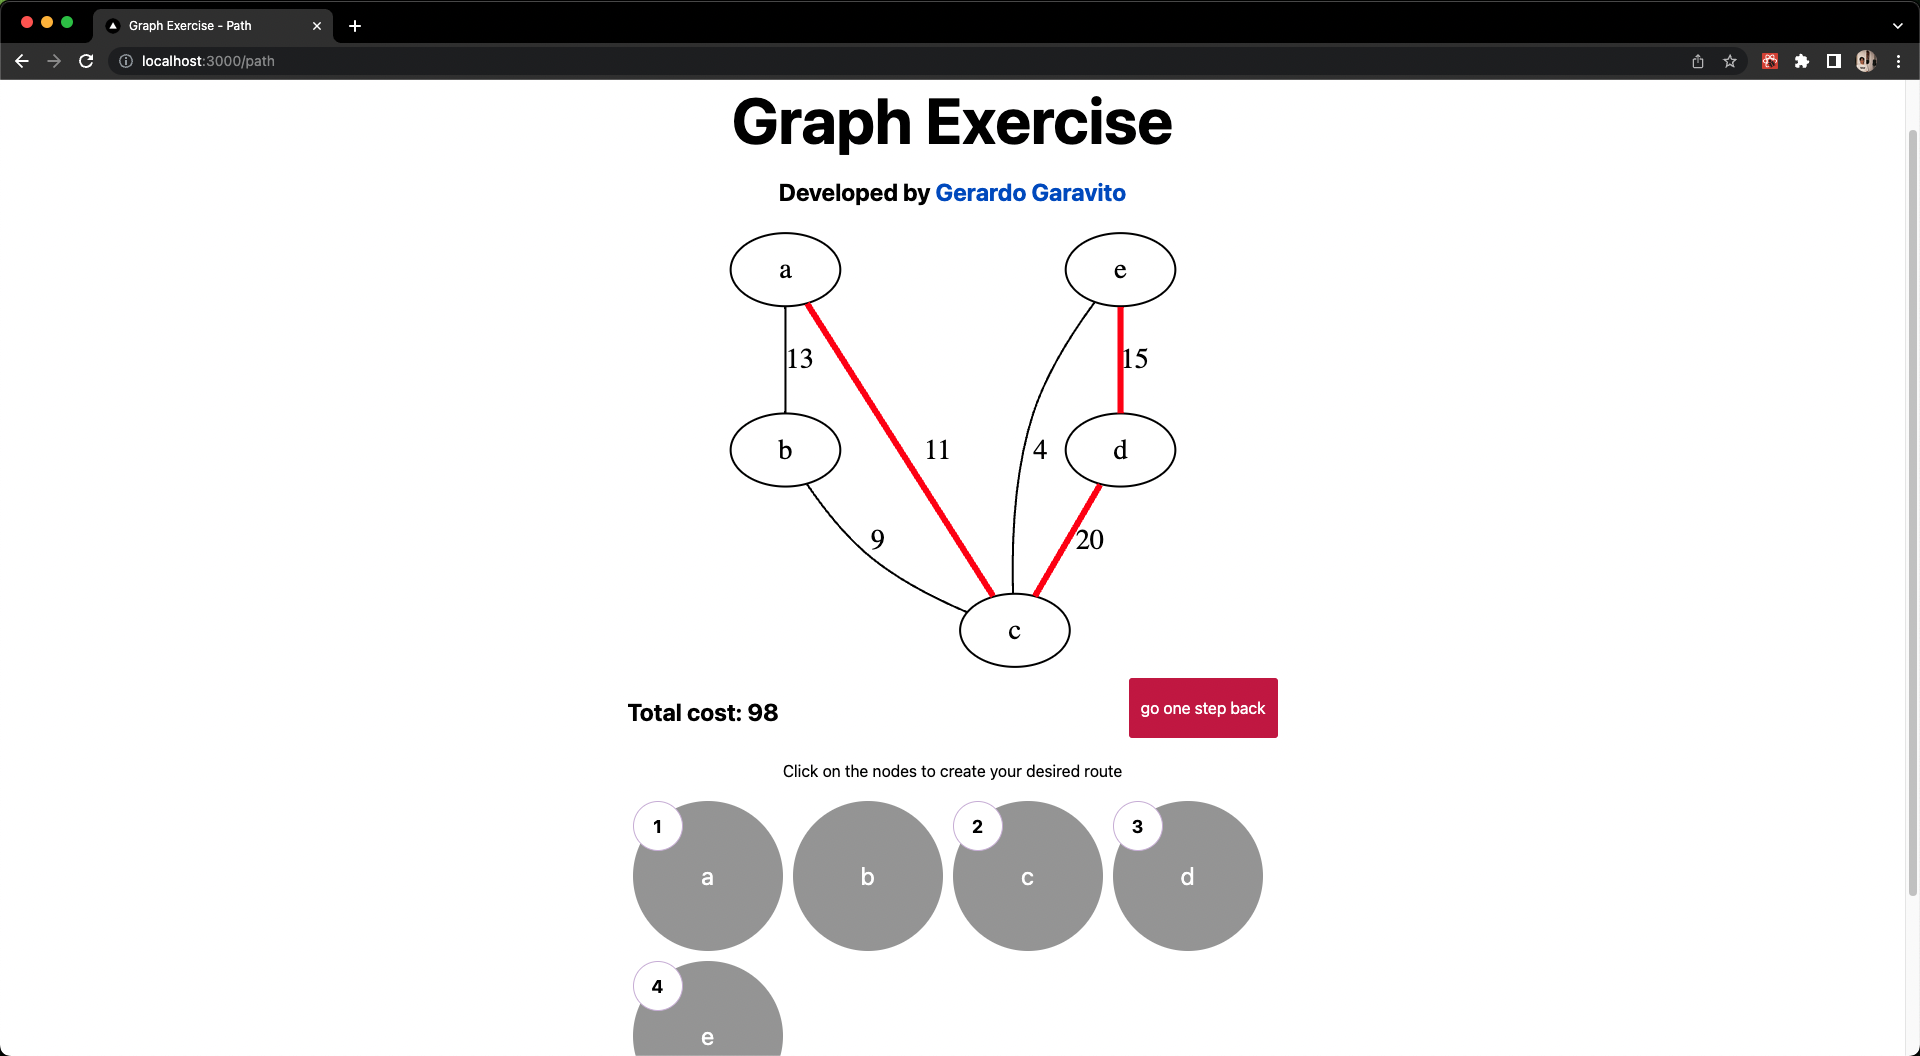 Graph Exercise - Path
localhost:3000/path
Graph Exercise
Developed by Gerardo Garavito
a
e
13
15
b
11
4
d
9
20
c
Total cost: 98
go one step back
Click on the nodes to create your desired route
1
2
3
a
b
c
d
4
e